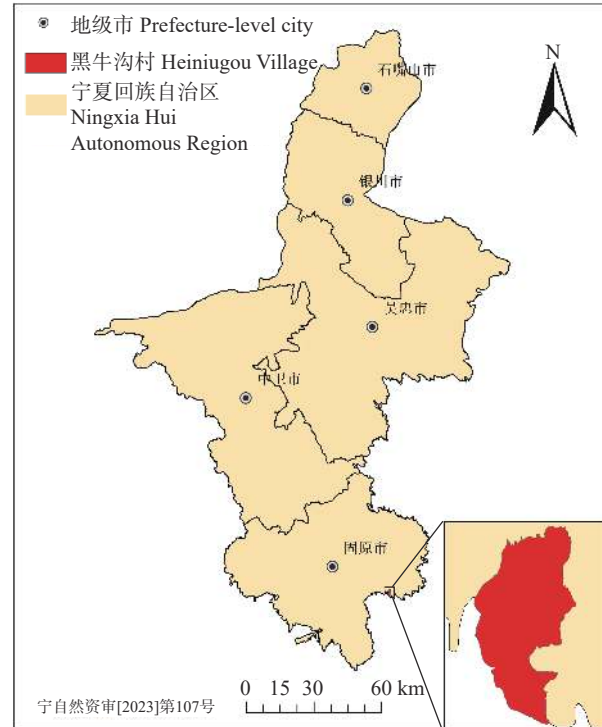 地级市 Prefecture-level city
黑牛沟村 Heiniugou Village
宁夏回族自治区
Ningxia Hui
Autonomous Region
N
石嘴山市
银川市
吴忠市
中卫市
固原市
宁自然资审[2023]第107号
0 15 30 60 km